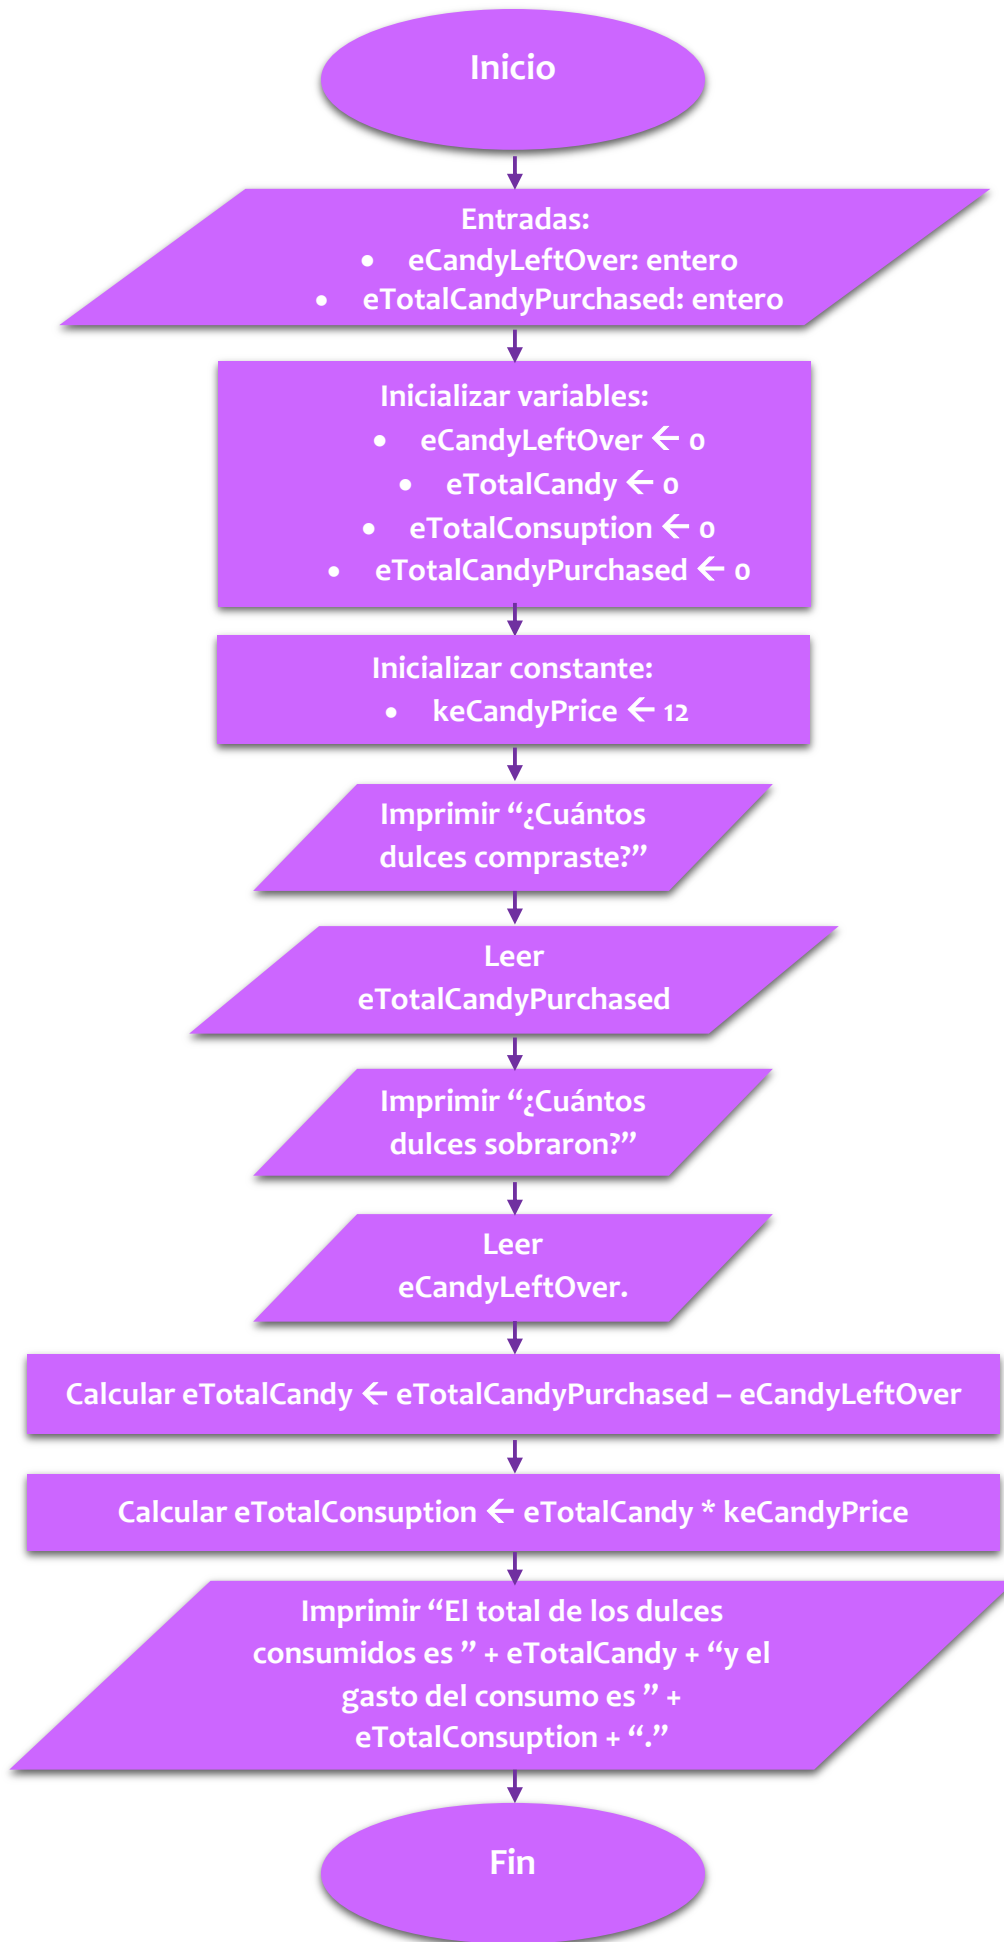 Inicio
Entradas:
• eCandyLeftOver: entero
• eTotalCandyPurchased: entero
Inicializar variables:
• eCandyLeftOver ← 0
• eTotalCandy ← 0
• eTotalConsuption ← 0
• eTotalCandyPurchased ← 0
Inicializar constante:
• keCandyPrice ← 12
Imprimir “¿Cuántos
dulces compraste?”
Leer
eTotalCandyPurchased
Imprimir “¿Cuántos
dulces sobraron?”
Leer
eCandyLeftOver.
Calcular eTotalCandy ← eTotalCandyPurchased – eCandyLeftOver
Calcular eTotalConsuption ← eTotalCandy * keCandyPrice
Imprimir “El total de los dulces
consumidos es ” + eTotalCandy + “y el
gasto del consumo es ” +
eTotalConsuption + “.”
Fin